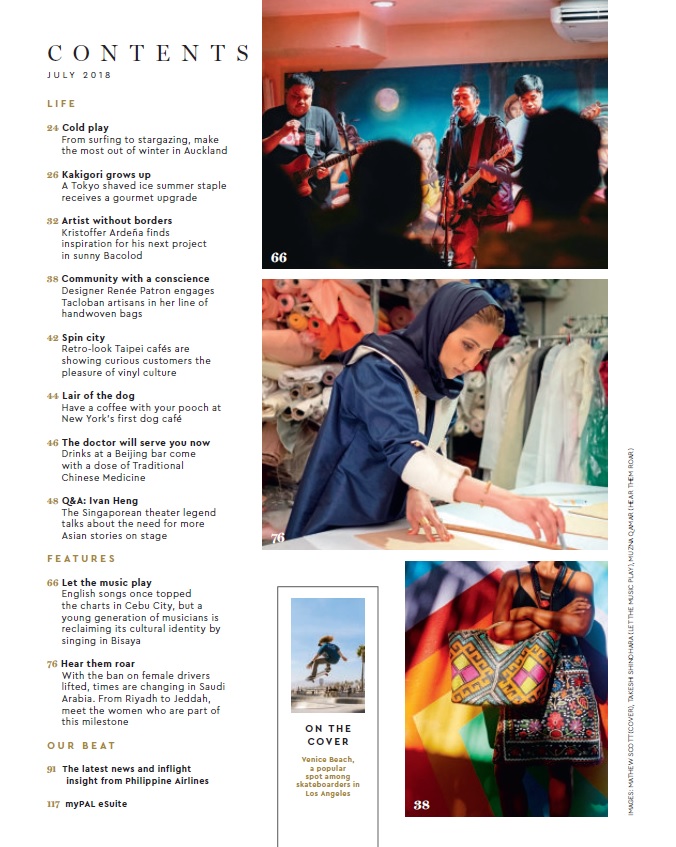 CONTENTS
JULY 2018
LIFE
24 Cold play
From surfing to stargazing, make
the most out of winter in Auckland
26 Kakigori grows up
A Tokyo shaved ice summer staple
receives a gourmet upgrade
32 Artist without borders
Kristoffer Ardeña finds
inspiration for his next project
in sunny Bacolod
38 Community with a conscience
Designer Renée Patron engages
Tacloban artisans in her line of
handwoven bags
42 Spin city
Retro-look Taipei cafés are
showing curious customers the
pleasure of vinyl culture
44 Lair of the dog
Have a coffee with your pooch at
New York's first dog café
46 The doctor will serve you now
Drinks at a Beijing bar come
with a dose of Traditional
Chinese Medicine
48 Q&A: Ivan Heng
The Singaporean theater legend
talks about the need for more
Asian stories on stage
FEATURES
66 Let the music play
English songs once topped
the charts in Cebu City, but a
young generation of musicians is
reclaiming its cultural identity by
singing in Bisaya
76 Hear them roar
With the ban on female drivers
lifted, times are changing in Saudi
Arabia. From Riyadh to Jeddah,
meet the women who are part of
this milestone
OUR BEAT
91 The latest news and inflight
insight from Philippine Airlines
117 myPAL eSuite
66
76
ON THE
COVER
Venice Beach,
a popular
spot among
skateboarders in
Los Angeles
38
IMAGES: MATHEW SCOTT (COVER), TAKESHI SHINOHARA (LET THE MUSIC PLAY), MUZNA QAMAR (HEAR THEM ROAR)